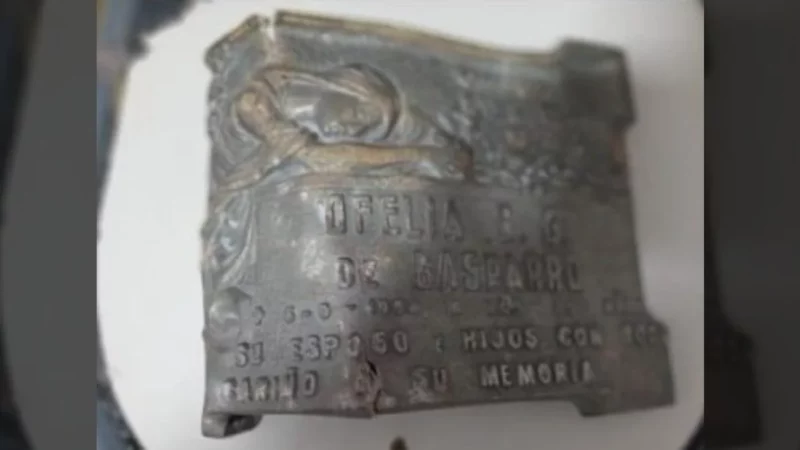 OFELIA E. G.
DE GASPARRO
SU ESPOSO E HIJOS CON
CARIÑO A SU MEMORIA